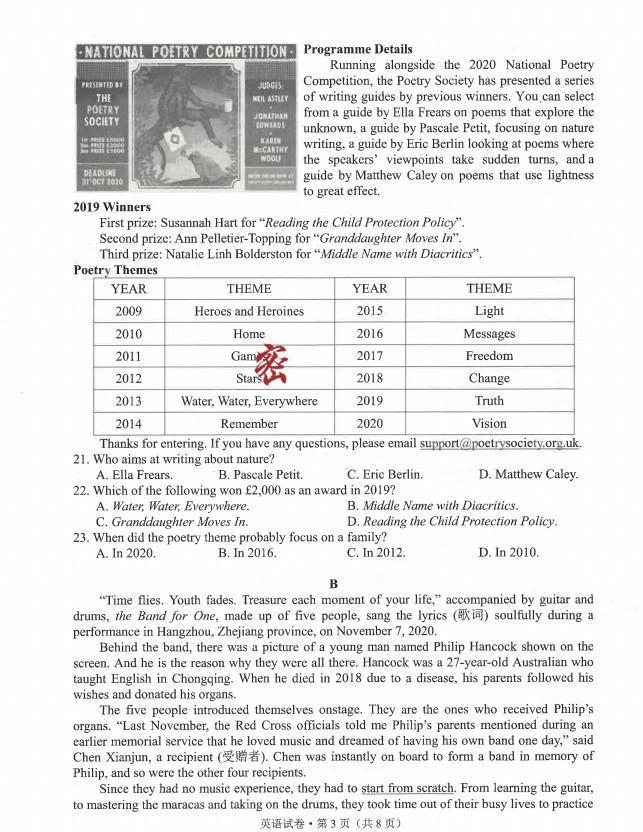 · NATIONAL POETRY COMPETITION ·
PRESENTED BY
THE
POETRY
SOCIETY
1ST PRIZE £5000
2ND PRIZE £2000
3RD PRIZE £1000
DEADLINE
31ST OCT 2020
JUDGES:
NEIL ASTLEY
JONATHAN
EDWARDS
KAREN
McCARTHY
WOOLF
Programme Details
Running alongside the 2020 National Poetry
Competition, the Poetry Society has presented a series
of writing guides by previous winners. You can select
from a guide by Ella Frears on poems that explore the
unknown, a guide by Pascale Petit, focusing on nature
writing, a guide by Eric Berlin looking at poems where
the speakers' viewpoints take sudden turns, and a
guide by Matthew Caley on poems that use lightness
to great effect.
2019 Winners
First prize: Susannah Hart for "Reading the Child Protection Policy".
Second prize: Ann Pelletier-Topping for "Granddaughter Moves In".
Third prize: Natalie Linh Bolderston for "Middle Name with Diacritics".
Poetry Themes
YEAR THEME YEAR THEME
2009 Heroes and Heroines 2015 Light
2010 Home 2016 Messages
2011 Gam 2017 Freedom
密
2012 Stars 2018 Change
2013 Water, Water, Everywhere 2019 Truth
2014 Remember 2020 Vision
Thanks for entering. If you have any questions, please email support@poetrysociety.org.uk.
21. Who aims at writing about nature?
A. Ella Frears. B. Pascale Petit. C. Eric Berlin. D. Matthew Caley.
22. Which of the following won £2,000 as an award in 2019?
A. Water, Water, Everywhere. B. Middle Name with Diacritics.
C. Granddaughter Moves In. D. Reading the Child Protection Policy.
23. When did the poetry theme probably focus on a family?
A. In 2020. B. In 2016. C. In 2012. D. In 2010.
B
"Time flies. Youth fades. Treasure each moment of your life," accompanied by guitar and
drums, the Band for One, made up of five people, sang the lyrics (歌词) soulfully during a
performance in Hangzhou, Zhejiang province, on November 7, 2020.
Behind the band, there was a picture of a young man named Philip Hancock shown on the
screen. And he is the reason why they were all there. Hancock was a 27-year-old Australian who
taught English in Chongqing. When he died in 2018 due to a disease, his parents followed his
wishes and donated his organs.
The five people introduced themselves onstage. They are the ones who received Philip's
organs. "Last November, the Red Cross officials told me Philip's parents mentioned during an
earlier memorial service that he loved music and dreamed of having his own band one day," said
Chen Xianjun, a recipient (受赠者). Chen was instantly on board to form a band in memory of
Philip, and so were the other four recipients.
Since they had no music experience, they had to start from scratch. From learning the guitar,
to mastering the maracas and taking on the drums, they took time out of their busy lives to practice
英语试卷·第 3 页（共 8 页）